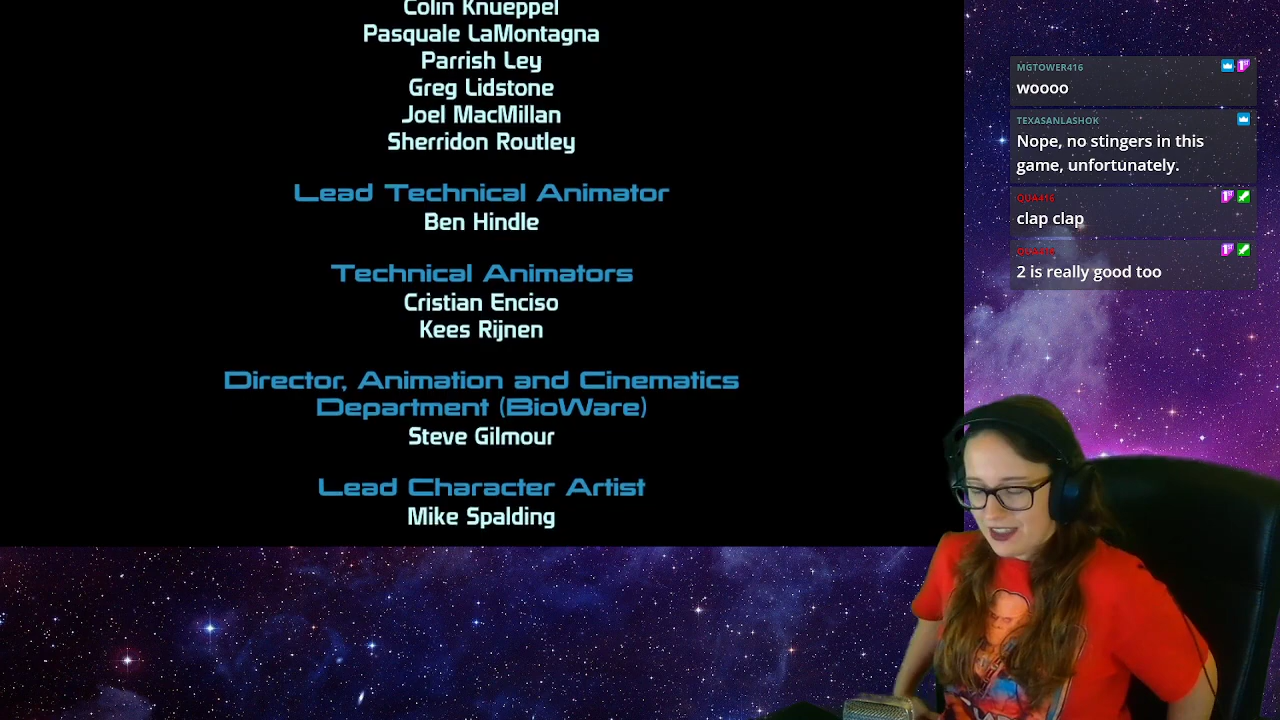 Colin Knueppel
Pasquale LaMontagna
Parrish Ley
Greg Lidstone
Joel MacMillan
Sherridon Routley
Lead Technical Animator
Ben Hindle
Technical Animators
Cristian Enciso
Kees Rijnen
Director, Animation and Cinematics
Department (BioWare)
Steve Gilmour
Lead Character Artist
Mike Spalding
MGTOWER416
woooo
TEXASANLASHOK
Nope, no stingers in this
game, unfortunately.
QUA416
clap clap
QUA416
2 is really good too